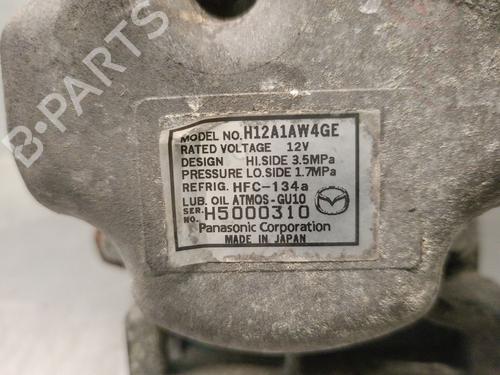 MODEL NO. H12A1AW4GE
RATED VOLTAGE 12V
DESIGN HI.SIDE 3.5MPa
PRESSURE LO.SIDE 1.7MPa
REFRIG. HFC-134a
LUB. OIL ATMOS-GU10
SER. NO. H5000310
Panasonic Corporation
MADE IN JAPAN